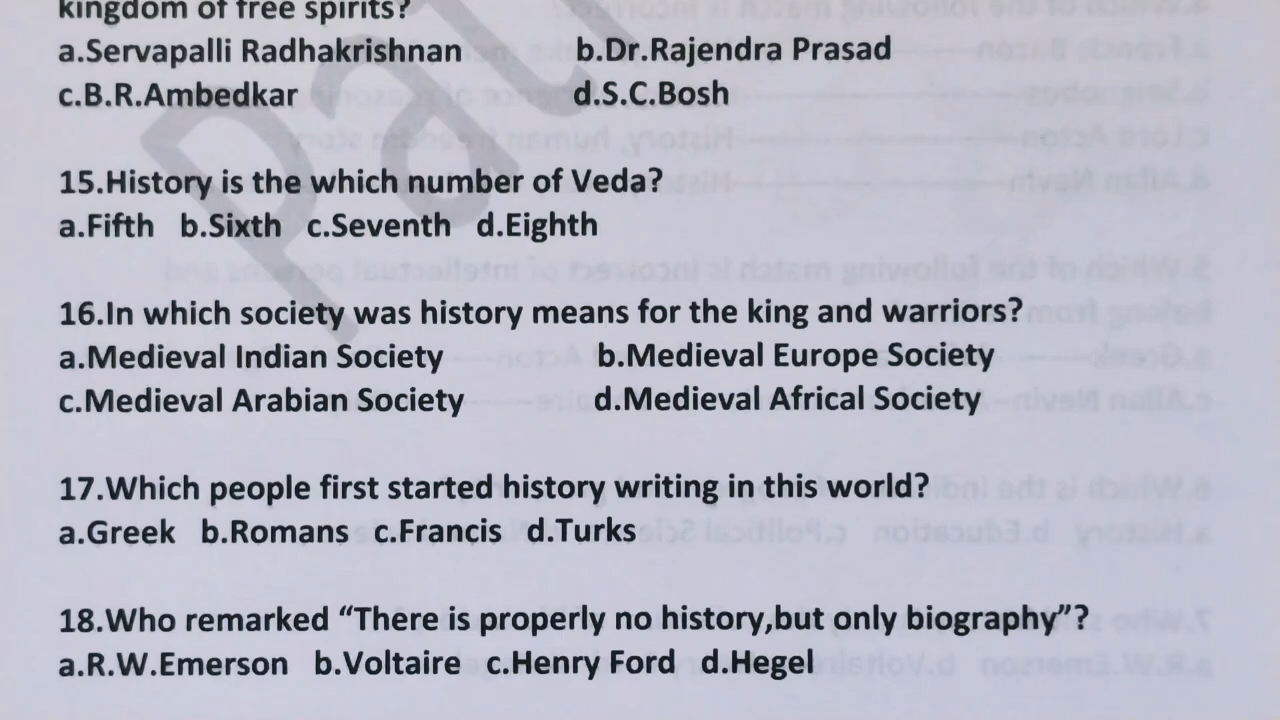 kingdom of free spirits?
a.Servapalli Radhakrishnan b.Dr.Rajendra Prasad
c.B.R.Ambedkar d.S.C.Bosh
15.History is the which number of Veda?
a.Fifth b.Sixth c.Seventh d.Eighth
16.In which society was history means for the king and warriors?
a.Medieval Indian Society b.Medieval Europe Society
c.Medieval Arabian Society d.Medieval Africal Society
17.Which people first started history writing in this world?
a.Greek b.Romans c.Francis d.Turks
18.Who remarked “There is properly no history,but only biography”?
a.R.W.Emerson b.Voltaire c.Henry Ford d.Hegel